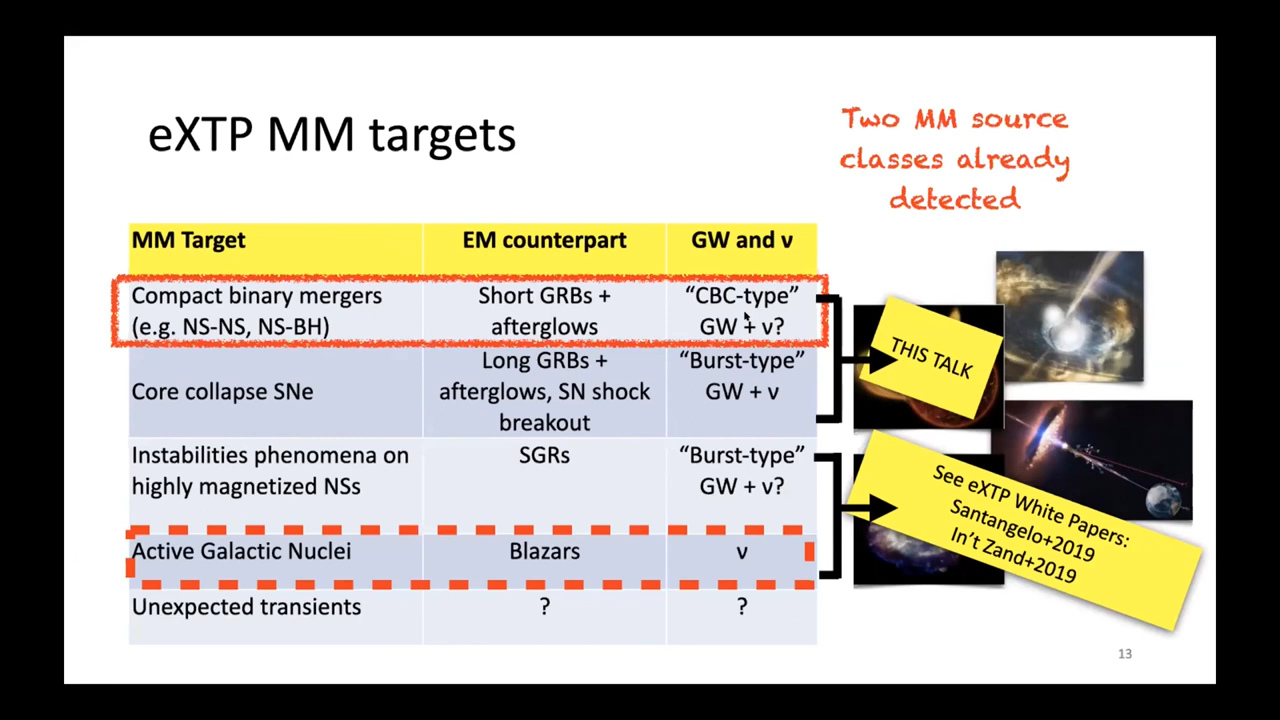 eXTP MM targets
Two MM source
classes already
detected
MM Target
EM counterpart
GW and ν
Compact binary mergers
(e.g. NS-NS, NS-BH)
Short GRBs +
afterglows
“CBC-type”
GW + ν?
Core collapse SNe
Long GRBs +
afterglows, SN shock
breakout
“Burst-type”
GW + ν
Instabilities phenomena on
highly magnetized NSs
SGRs
“Burst-type”
GW + ν?
Active Galactic Nuclei
Blazars
ν
Unexpected transients
?
?
THIS TALK
See eXTP White Papers:
Santangelo+2019
In’t Zand+2019
13